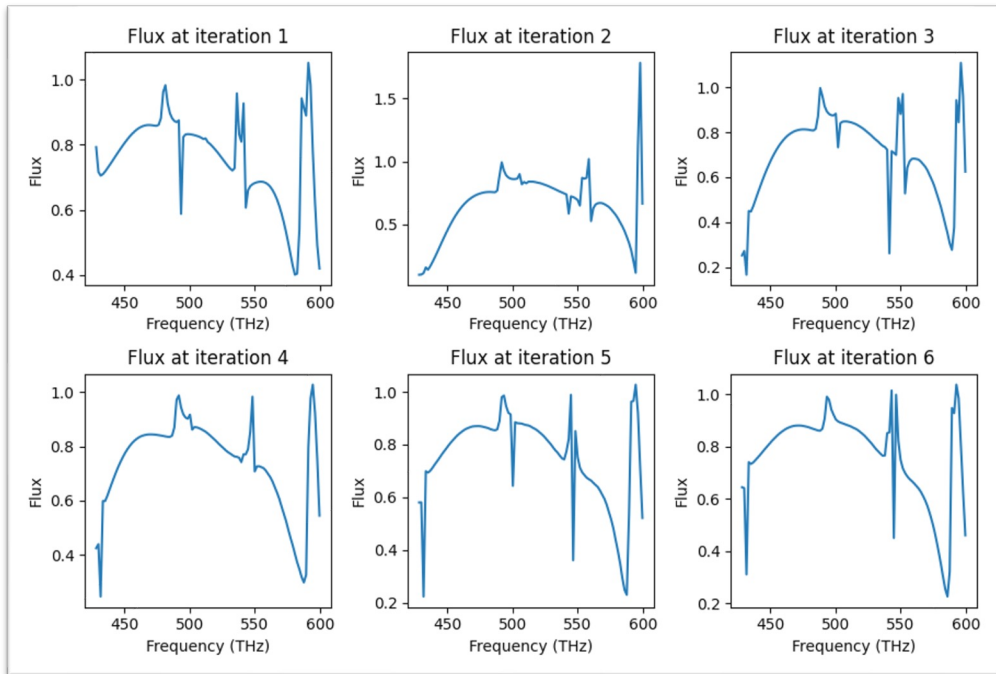 Flux at iteration 1
Flux
1.0
0.8
0.6
0.4
450 500 550 600
Frequency (THz)
Flux at iteration 2
Flux
1.5
1.0
0.5
450 500 550 600
Frequency (THz)
Flux at iteration 3
Flux
1.0
0.8
0.6
0.4
0.2
450 500 550 600
Frequency (THz)
Flux at iteration 4
Flux
1.0
0.8
0.6
0.4
450 500 550 600
Frequency (THz)
Flux at iteration 5
Flux
1.0
0.8
0.6
0.4
0.2
450 500 550 600
Frequency (THz)
Flux at iteration 6
Flux
1.0
0.8
0.6
0.4
0.2
450 500 550 600
Frequency (THz)